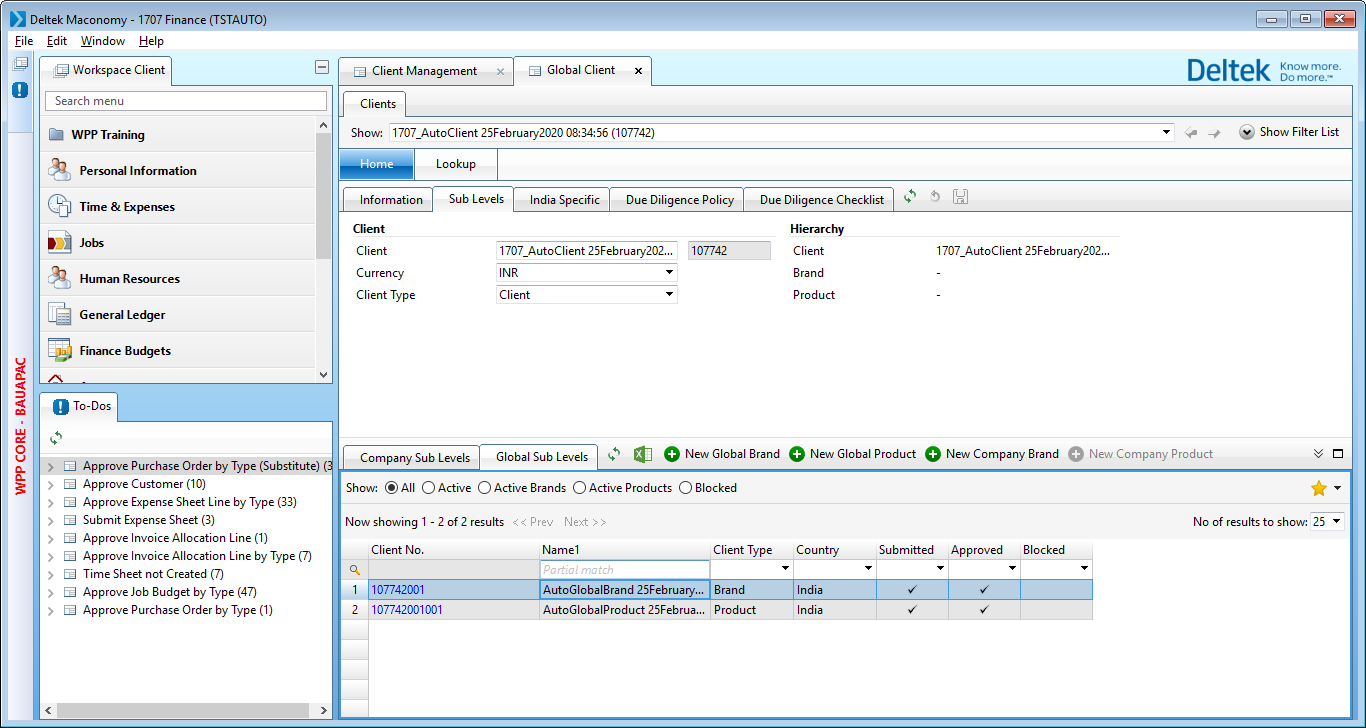 Deltek Maconomy - 1707 Finance (TSTAUTO)
File Edit Window Help
Workspace Client
Search menu
WPP Training
Personal Information
Time & Expenses
Jobs
Human Resources
General Ledger
Finance Budgets
WPP CORE - BAUAPAC
To-Dos
Approve Purchase Order by Type (Substitute) (3
Approve Customer (10)
Approve Expense Sheet Line by Type (33)
Submit Expense Sheet (3)
Approve Invoice Allocation Line (1)
Approve Invoice Allocation Line by Type (7)
Time Sheet not Created (7)
Approve Job Budget by Type (47)
Approve Purchase Order by Type (1)
Client Management Global Client
Deltek Know more. Do more.™
Clients
Show: 1707_AutoClient 25February2020 08:34:56 (107742) Show Filter List
Home Lookup
Information Sub Levels India Specific Due Diligence Policy Due Diligence Checklist
Client Hierarchy
Client 1707_AutoClient 25February202... 107742 Client 1707_AutoClient 25February202...
Currency INR Brand -
Client Type Client Product -
Company Sub Levels Global Sub Levels New Global Brand New Global Product New Company Brand New Company Product
Show: All Active Active Brands Active Products Blocked
Now showing 1 - 2 of 2 results << Prev Next >> No of results to show: 25
Client No. Name1 Client Type Country Submitted Approved Blocked
Partial match
1 107742001 AutoGlobalBrand 25February... Brand India ✓ ✓
2 107742001001 AutoGlobalProduct 25Februa... Product India ✓ ✓